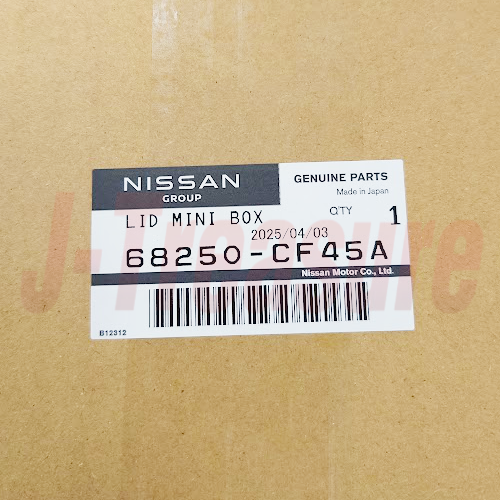 NISSAN
GROUP
GENUINE PARTS
Made in Japan
LID MINI BOX
Q'TY 1
2025/04/03
68250-CF45A
Nissan Motor Co., Ltd.
B12312
J-Treasure